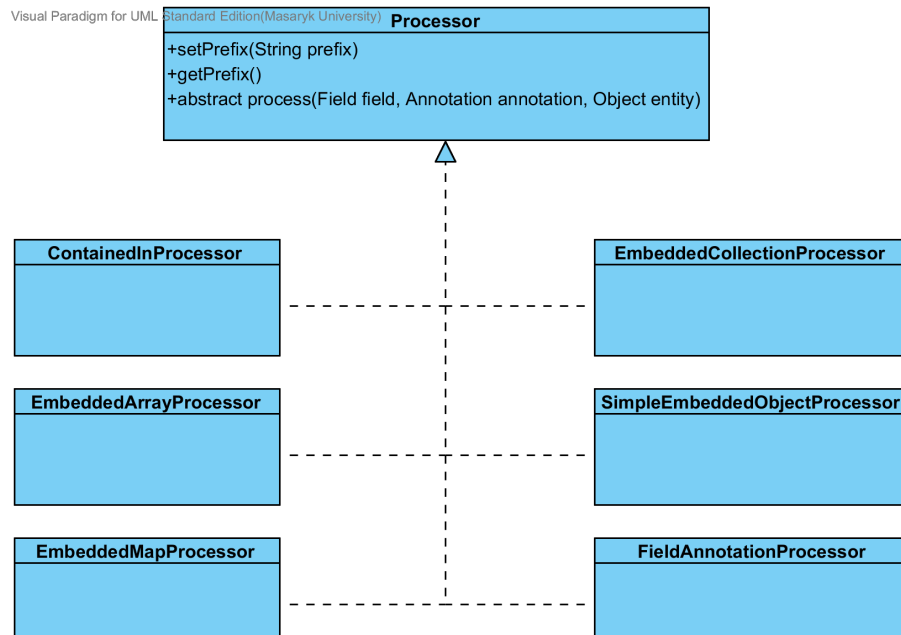 Visual Paradigm for UML Standard Edition(Masaryk University)
Processor
+setPrefix(String prefix)
+getPrefix()
+abstract process(Field field, Annotation annotation, Object entity)
ContainedInProcessor
EmbeddedCollectionProcessor
EmbeddedArrayProcessor
SimpleEmbeddedObjectProcessor
EmbeddedMapProcessor
FieldAnnotationProcessor